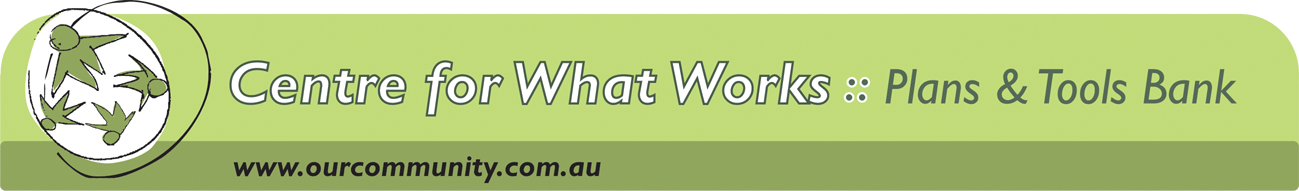 Centre for What Works :: Plans & Tools Bank
www.ourcommunity.com.au